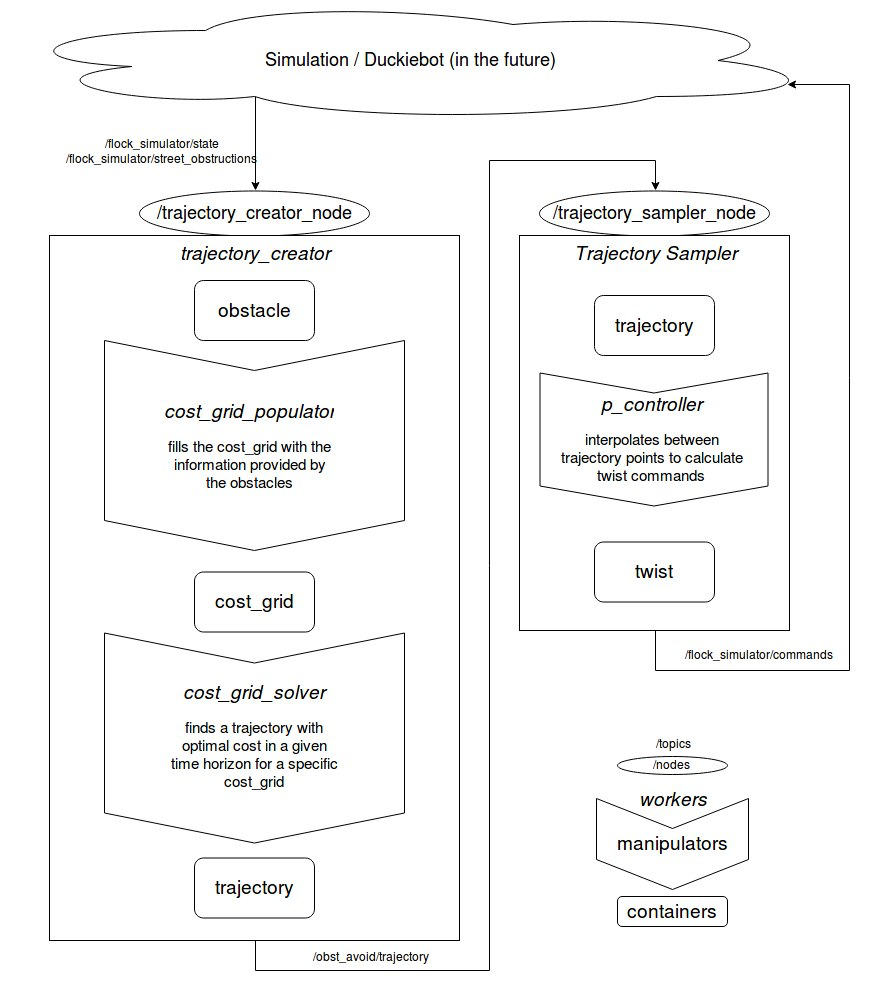 Simulation / Duckiebot (in the future)
/flock_simulator/state
/flock_simulator/street_obstructions
/trajectory_creator_node
trajectory_creator
obstacle
cost_grid_populator
fills the cost_grid with the
information provided by
the obstacles
cost_grid
cost_grid_solver
finds a trajectory with
optimal cost in a given
time horizon for a specific
cost_grid
trajectory
/obst_avoid/trajectory
/trajectory_sampler_node
Trajectory Sampler
trajectory
p_controller
interpolates between
trajectory points to calculate
twist commands
twist
/flock_simulator/commands
/topics
/nodes
workers
manipulators
containers